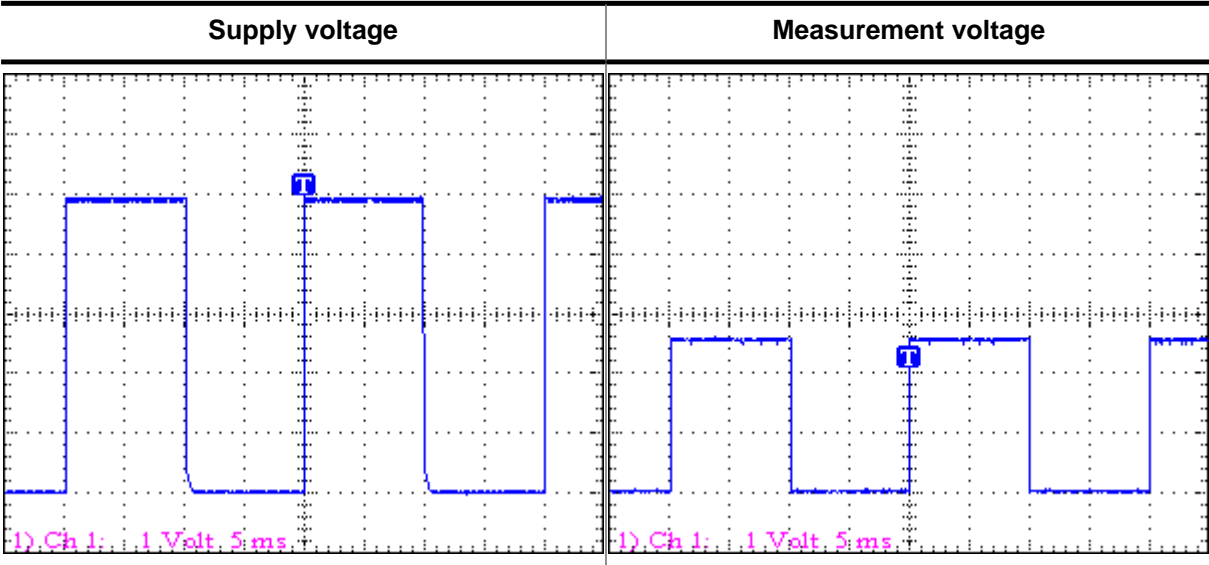 Supply voltage
Measurement voltage
T
T
1) Ch 1: 1 Volt 5 ms
1) Ch 1: 1 Volt 5 ms